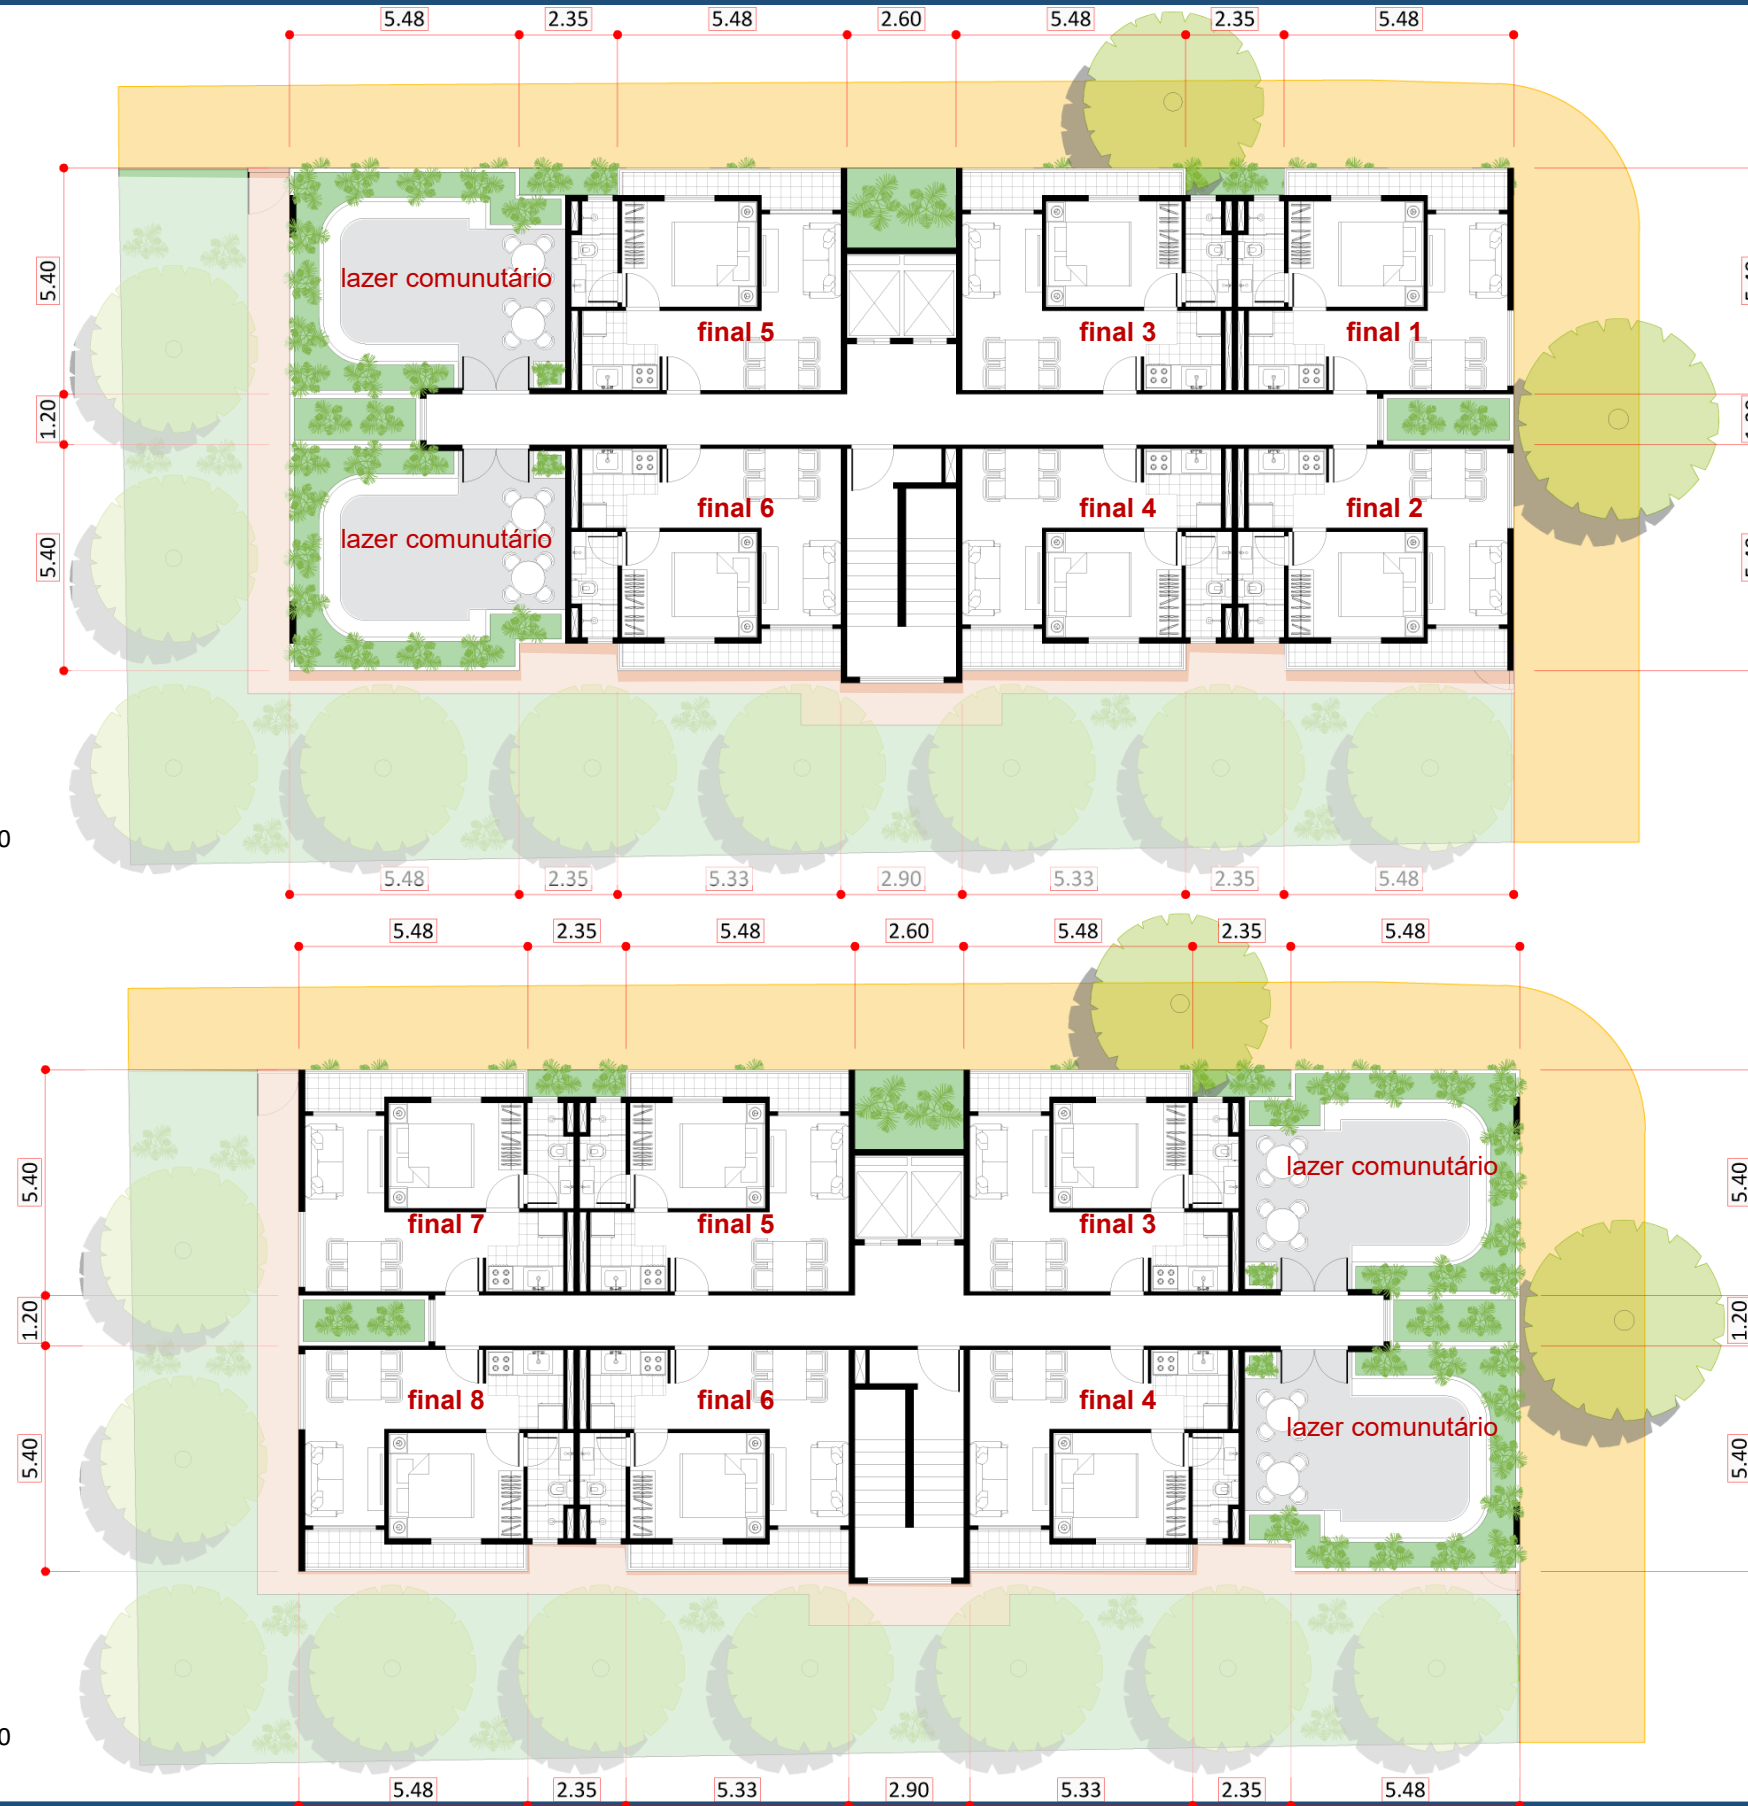 5.48 2.35 5.48 2.60 5.48 2.35 5.48
5.40
1.20
5.40
lazer comunutário
lazer comunutário
final 5
final 3
final 1
final 6
final 4
final 2
0
5.48 2.35 5.33 2.90 5.33 2.35 5.48
5.48 2.35 5.48 2.60 5.48 2.35 5.48
5.40
1.20
5.40
final 7
final 5
final 3
lazer comunutário
final 8
final 6
final 4
lazer comunutário
5.40
1.20
5.40
0
5.48 2.35 5.33 2.90 5.33 2.35 5.48